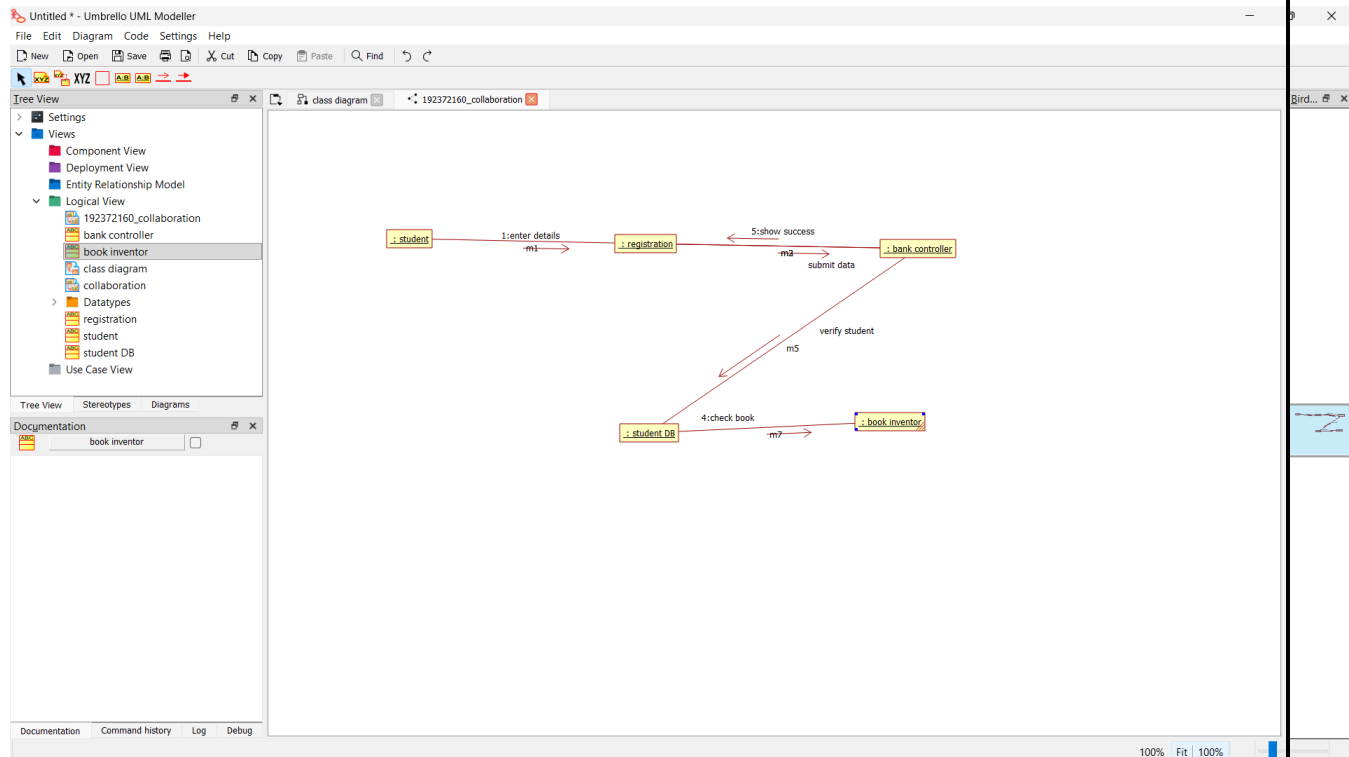 Untitled * - Umbrello UML Modeller
File Edit Diagram Code Settings Help
New Open Save Cut Copy Paste Find
XYZ XYZ A:B A:B
Tree View
class diagram 192372160_collaboration
Bird...
Settings
Views
Component View
Deployment View
Entity Relationship Model
Logical View
192372160_collaboration
bank controller
book inventor
class diagram
collaboration
Datatypes
registration
student
student DB
Use Case View
Tree View Stereotypes Diagrams
Documentation
book inventor
Documentation Command history Log Debug
: student
1:enter details
m1
: registration
5:show success
submit data
: bank controller
verify student
m5
: student DB
4:check book
m7
: book inventor
100% Fit 100%